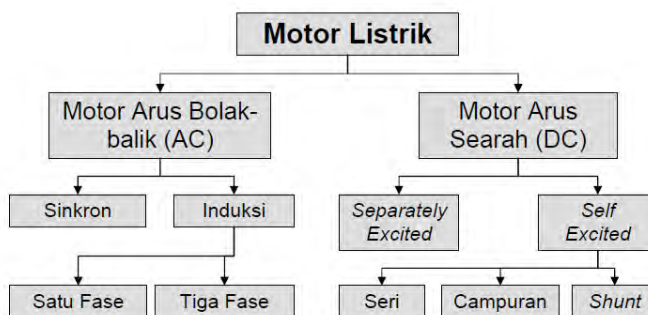 Motor Listrik
Motor Arus Bolak-
balik (AC)
Motor Arus
Searah (DC)
Sinkron
Induksi
Separately
Excited
Self
Excited
Satu Fase
Tiga Fase
Seri
Campuran
Shunt